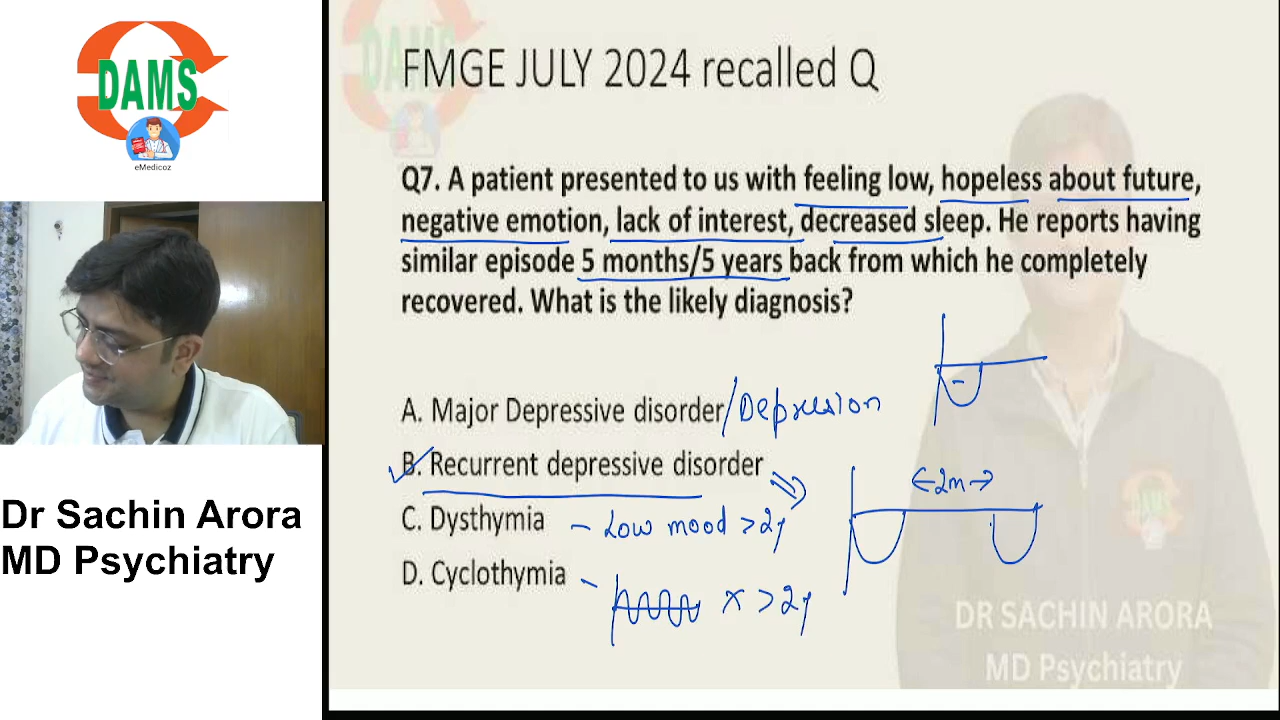 DAMS
eMedicoz
Dr Sachin Arora
MD Psychiatry
DAMS
FMGE JULY 2024 recalled Q
Q7. A patient presented to us with feeling low, hopeless about future,
negative emotion, lack of interest, decreased sleep. He reports having
similar episode 5 months/5 years back from which he completely
recovered. What is the likely diagnosis?
A. Major Depressive disorder/Depression
B. Recurrent depressive disorder
C. Dysthymia - Low mood >2y
D. Cyclothymia - x >2y
←2m→
DAMS
DR SACHIN ARORA
MD Psychiatry